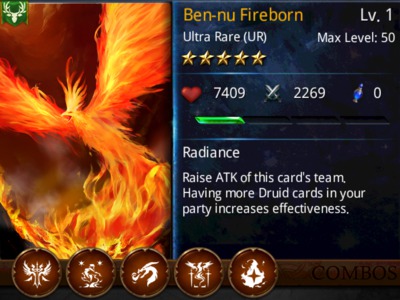 Ben-nu Fireborn
Lv. 1
Ultra Rare (UR)
Max Level: 50
7409
2269
0
Radiance
Raise ATK of this card's team.
Having more Druid cards in your
party increases effectiveness.
COMBOS